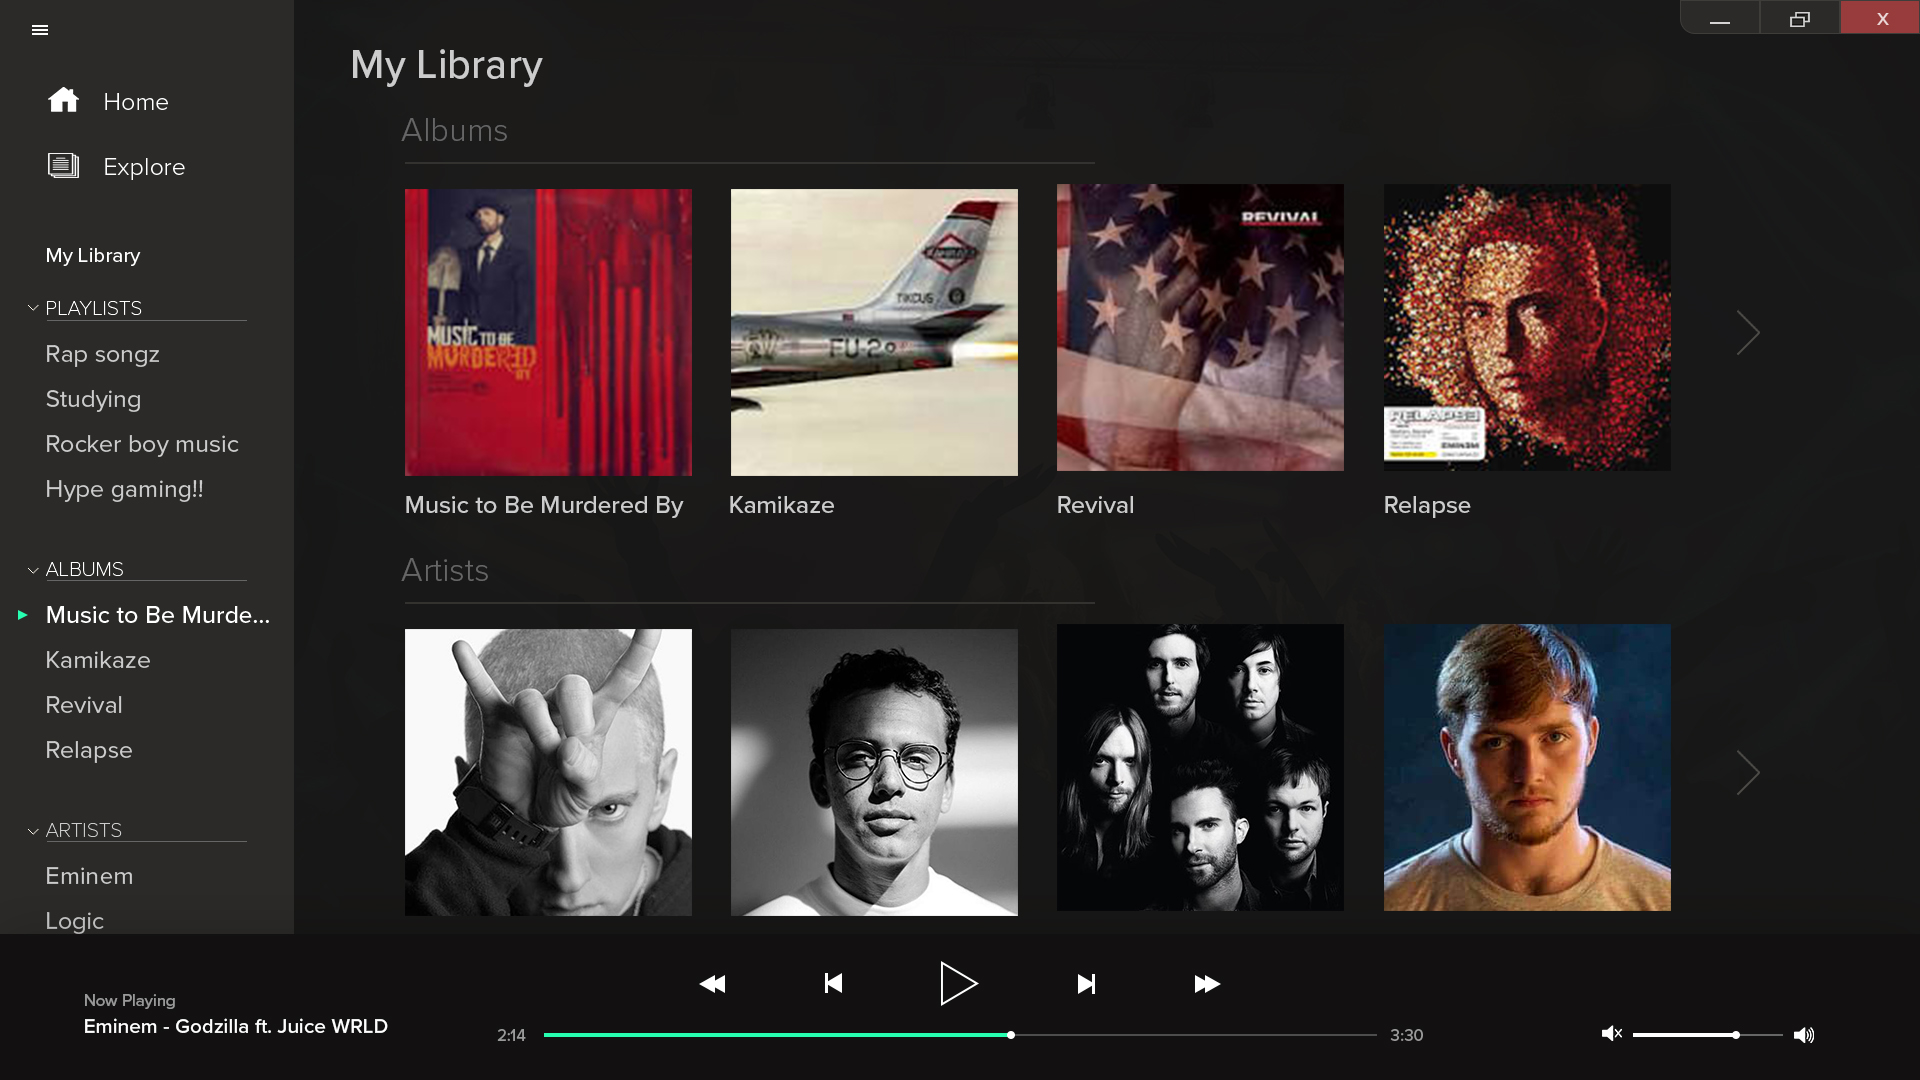 Home
Explore
My Library
PLAYLISTS
Rap songz
Studying
Rocker boy music
Hype gaming!!
ALBUMS
Music to Be Murde...
Kamikaze
Revival
Relapse
ARTISTS
Eminem
Logic
X
My Library
Albums
MUSIC TO BE
MURDERED
BY
KAMIKAZE
TIKCUS
FU-2
REVIVAL
RELAPSE
EMINEM
Music to Be Murdered By
Kamikaze
Revival
Relapse
Artists
Now Playing
Eminem - Godzilla ft. Juice WRLD
2:14
3:30